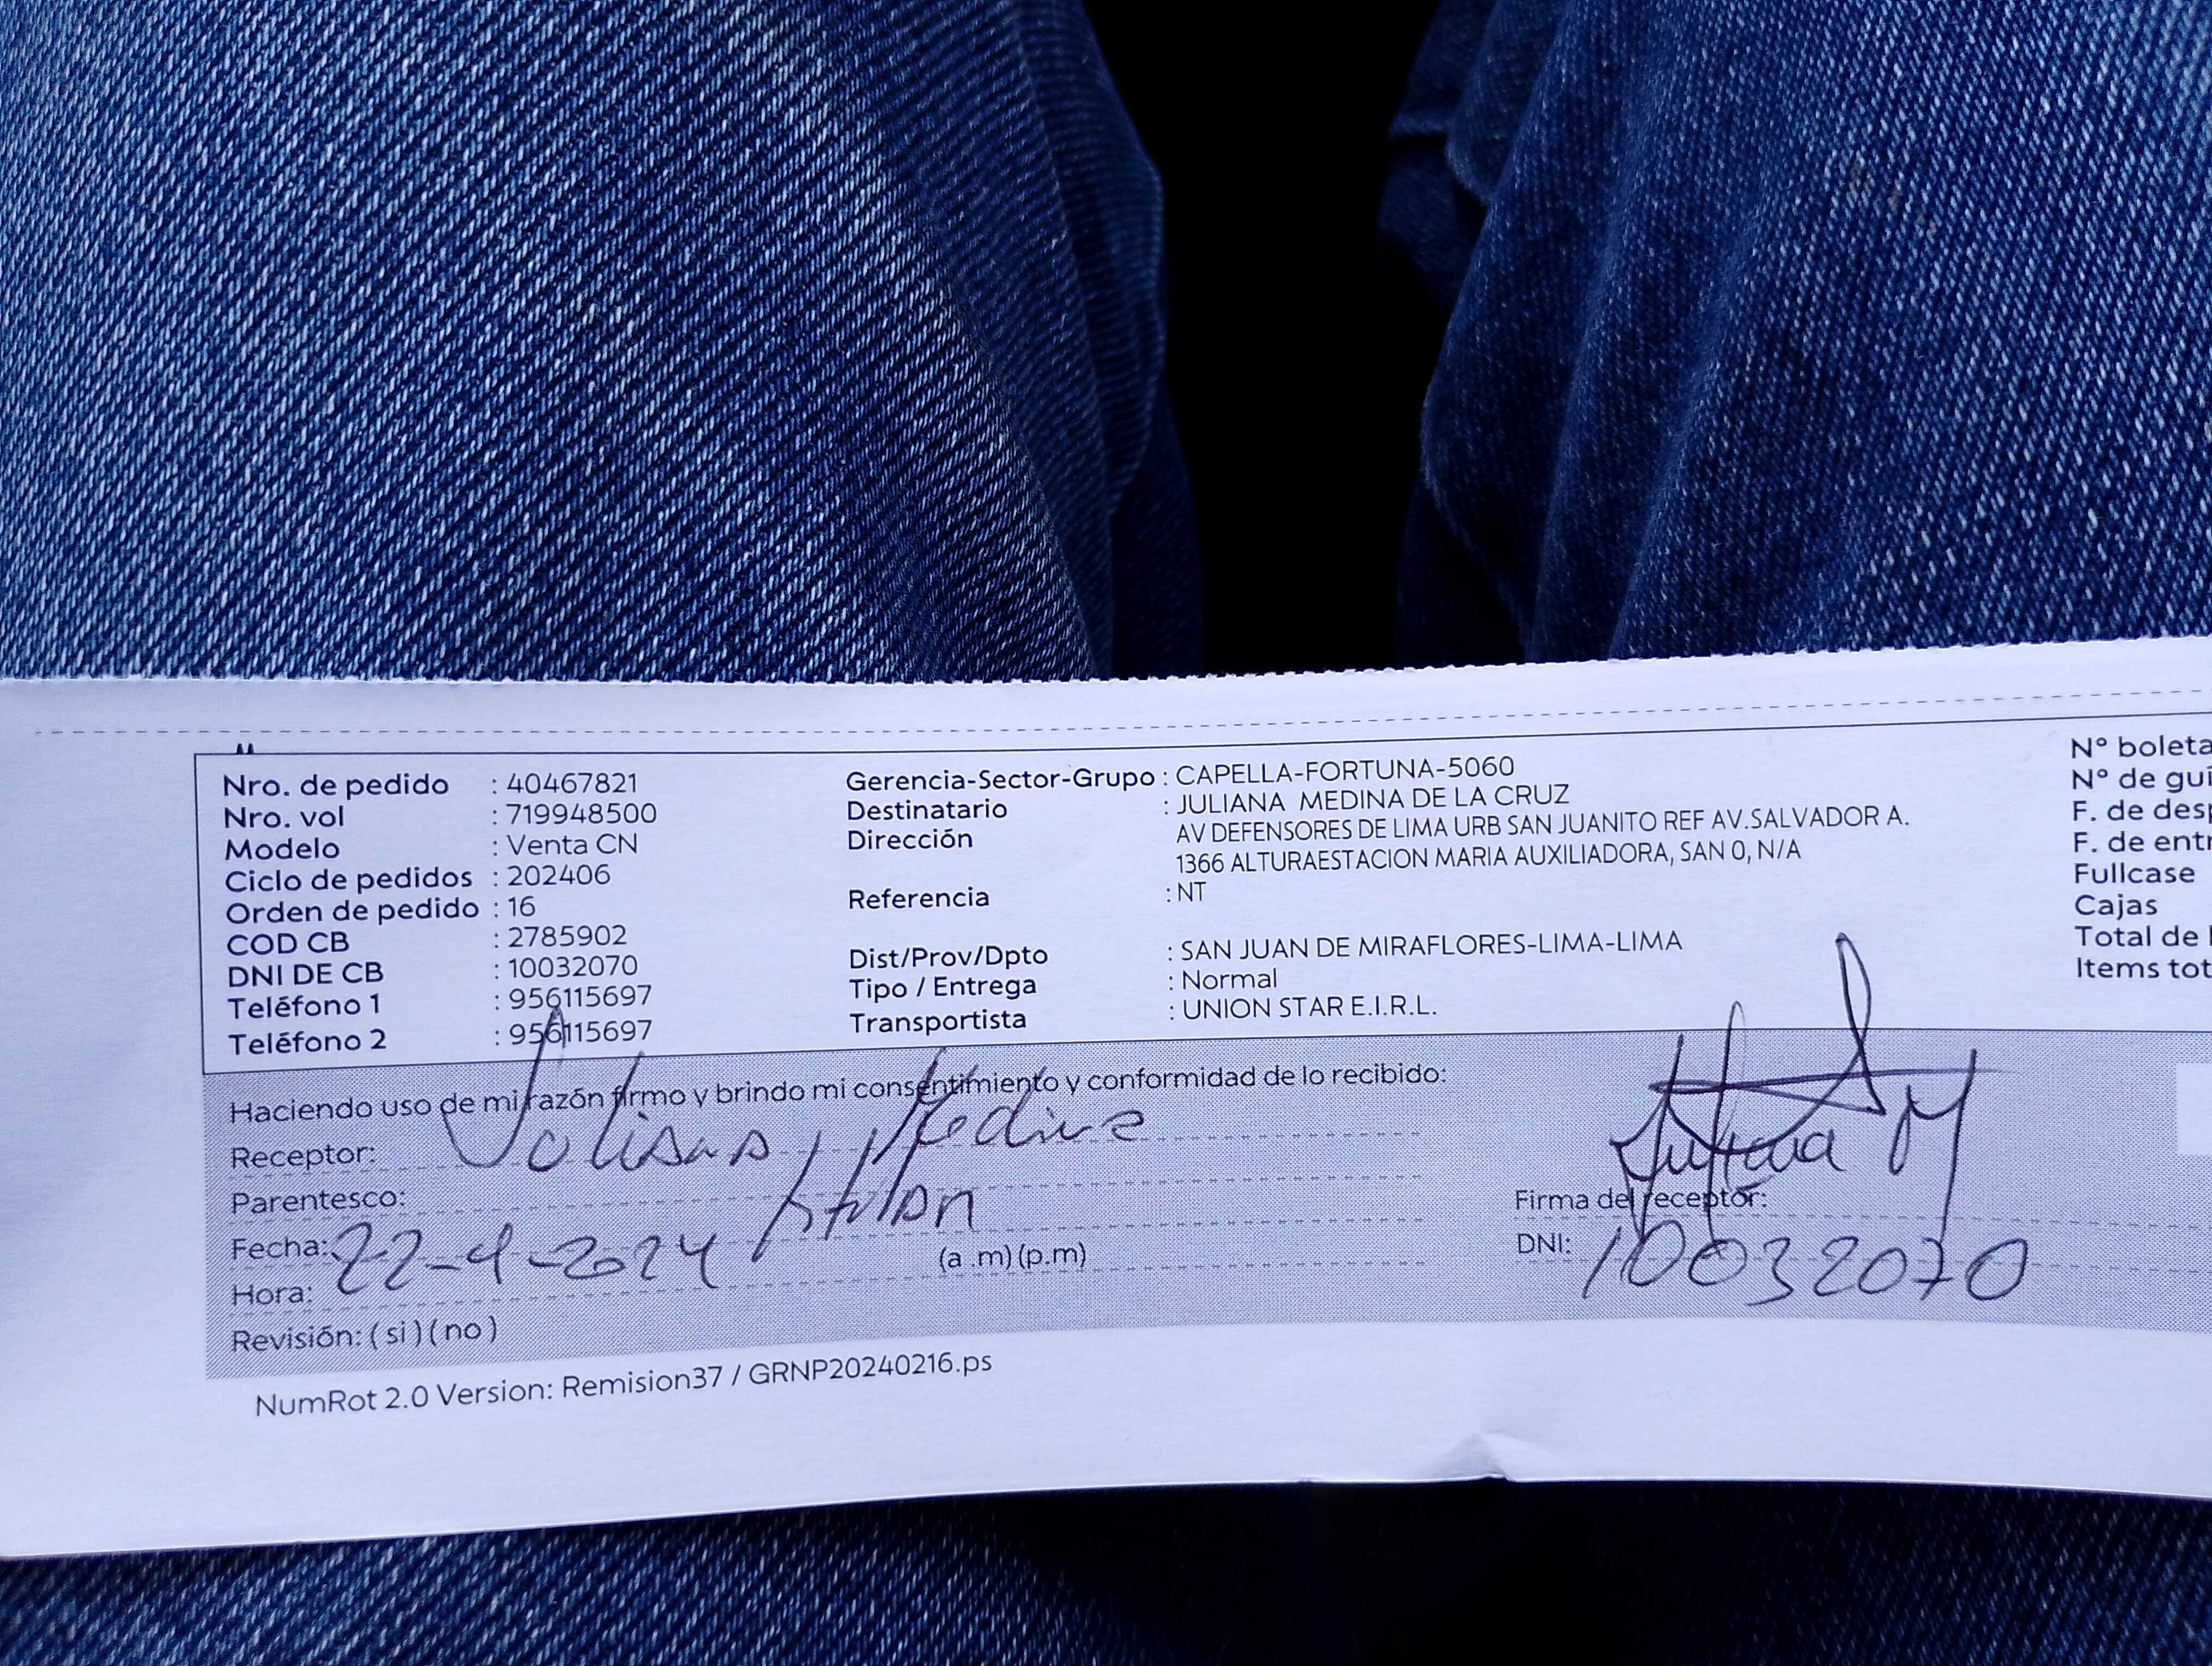 Nro. de pedido : 40467821
Nro. vol : 719948500
Modelo : Venta CN
Ciclo de pedidos : 202406
Orden de pedido : 16
COD CB : 2785902
DNI DE CB : 10032070
Teléfono 1 : 956115697
Teléfono 2 : 956115697
Gerencia-Sector-Grupo : CAPELLA-FORTUNA-5060
Destinatario : JULIANA MEDINA DE LA CRUZ
Dirección AV DEFENSORES DE LIMA URB SAN JUANITO REF AV.SALVADOR A.
1366 ALTURAESTACION MARIA AUXILIADORA, SAN 0, N/A
Referencia : NT
Dist/Prov/Dpto : SAN JUAN DE MIRAFLORES-LIMA-LIMA
Tipo / Entrega : Normal
Transportista : UNION STAR E.I.R.L.
N° boleta
N° de guí
F. de desp
F. de entr
Fullcase
Cajas
Total de
Items tot
Haciendo uso de mi razón firmo y brindo mi consentimiento y conformidad de lo recibido:
Receptor: Medina
Parentesco:
Fecha: 22-4-2024
Hora: (a .m)(p.m)
Revisión: (si)(no)
Juliana M
Firma del receptor:
DNI: 10032070
NumRot 2.0 Version: Remision37 / GRNP20240216.ps